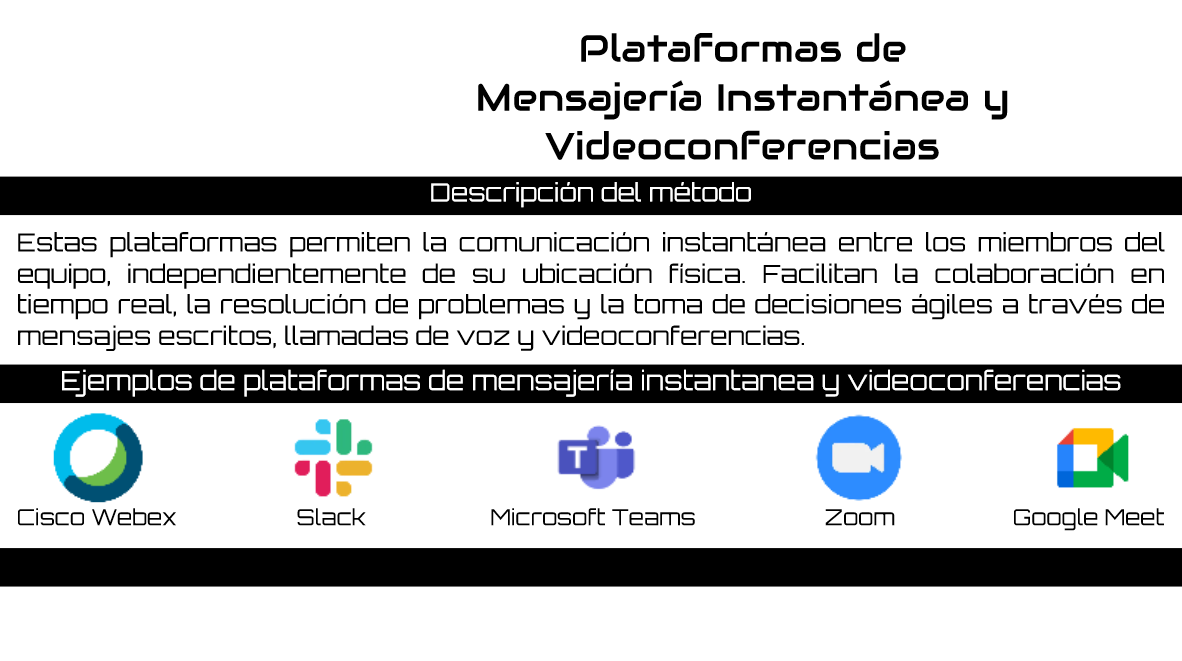 Plataformas de
Mensajería Instantánea y
Videoconferencias
Descripción del método
Estas plataformas permiten la comunicación instantánea entre los miembros del
equipo, independientemente de su ubicación física. Facilitan la colaboración en
tiempo real, la resolución de problemas y la toma de decisiones ágiles a través de
mensajes escritos, llamadas de voz y videoconferencias.
Ejemplos de plataformas de mensajería instantanea y videoconferencias
T
Cisco Webex Slack Microsoft Teams Zoom Google Meet